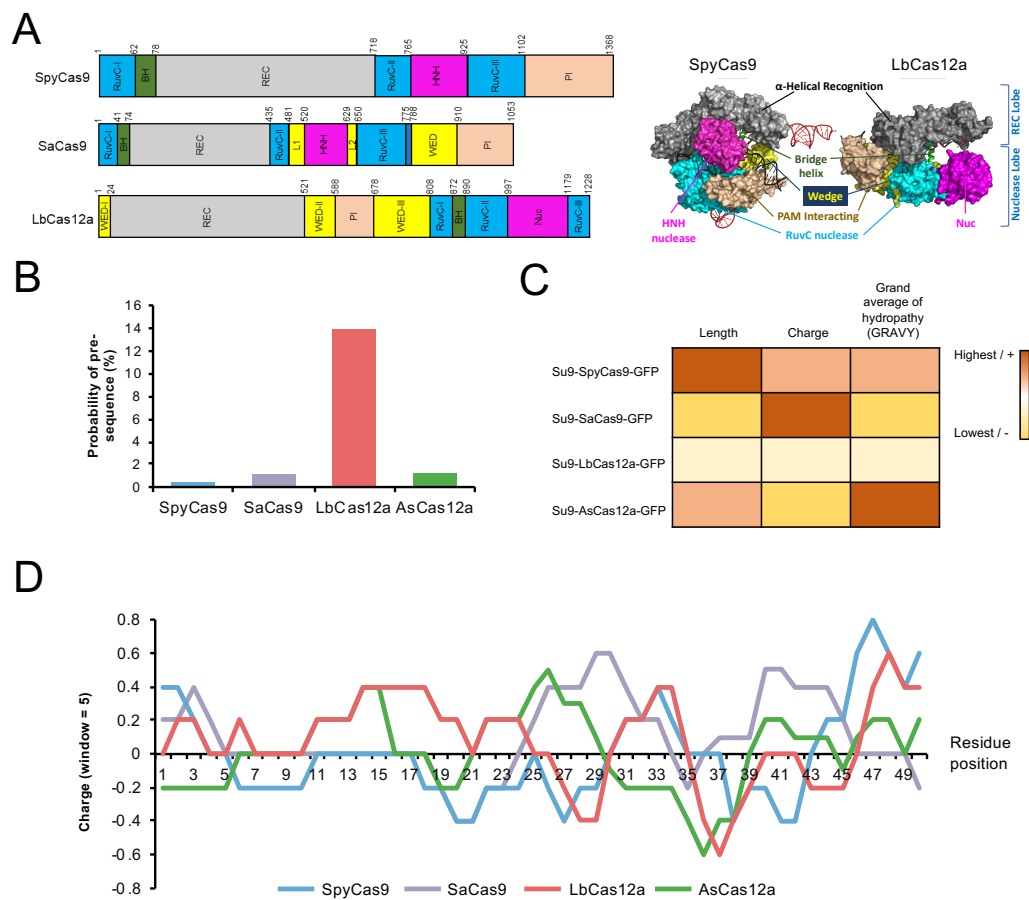 A
1
62
78
718
765
925
1102
1368
SpyCas9
RuvC-I
BH
REC
RuvC-II
HNH
RuvC-III
PI
1
41
74
435
481
520
629
650
775
788
910
1053
SaCas9
RuvC-I
BH
REC
RuvC-II
L1
HNH
L2
RuvC-III
WED
PI
1
24
521
588
678
808
872
890
997
1179
1228
LbCas12a
WED-I
REC
WED-II
PI
WED-III
RuvC-I
BH
RuvC-II
Nuc
RuvC-III
SpyCas9
LbCas12a
α-Helical Recognition
REC Lobe
Nuclease Lobe
Bridge
helix
Wedge
PAM Interacting
HNH
nuclease
RuvC nuclease
Nuc
B
Probability of pre-
sequence (%)
16
14
12
10
8
6
4
2
0
SpyCas9
SaCas9
LbCas12a
AsCas12a
C
Length
Charge
Grand
average of
hydropathy
(GRAVY)
Su9-SpyCas9-GFP
Su9-SaCas9-GFP
Su9-LbCas12a-GFP
Su9-AsCas12a-GFP
Highest / +
Lowest / -
D
Charge (window = 5)
0.8
0.6
0.4
0.2
0
-0.2
-0.4
-0.6
-0.8
1 3 5 7 9 11 13 15 17 19 21 23 25 27 29 31 33 35 37 39 41 43 45 47 49
Residue
position
SpyCas9
SaCas9
LbCas12a
AsCas12a